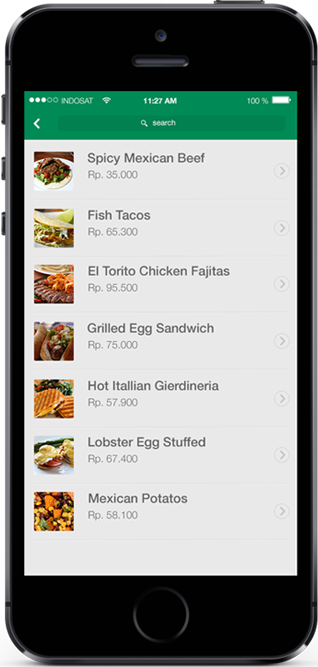 INDOSAT 11:27 AM 100 %
search
Spicy Mexican Beef
Rp. 35.000
Fish Tacos
Rp. 65.300
El Torito Chicken Fajitas
Rp. 95.500
Grilled Egg Sandwich
Rp. 75.000
Hot Itallian Gierdineria
Rp. 57.900
Lobster Egg Stuffed
Rp. 67.400
Mexican Potatos
Rp. 58.100